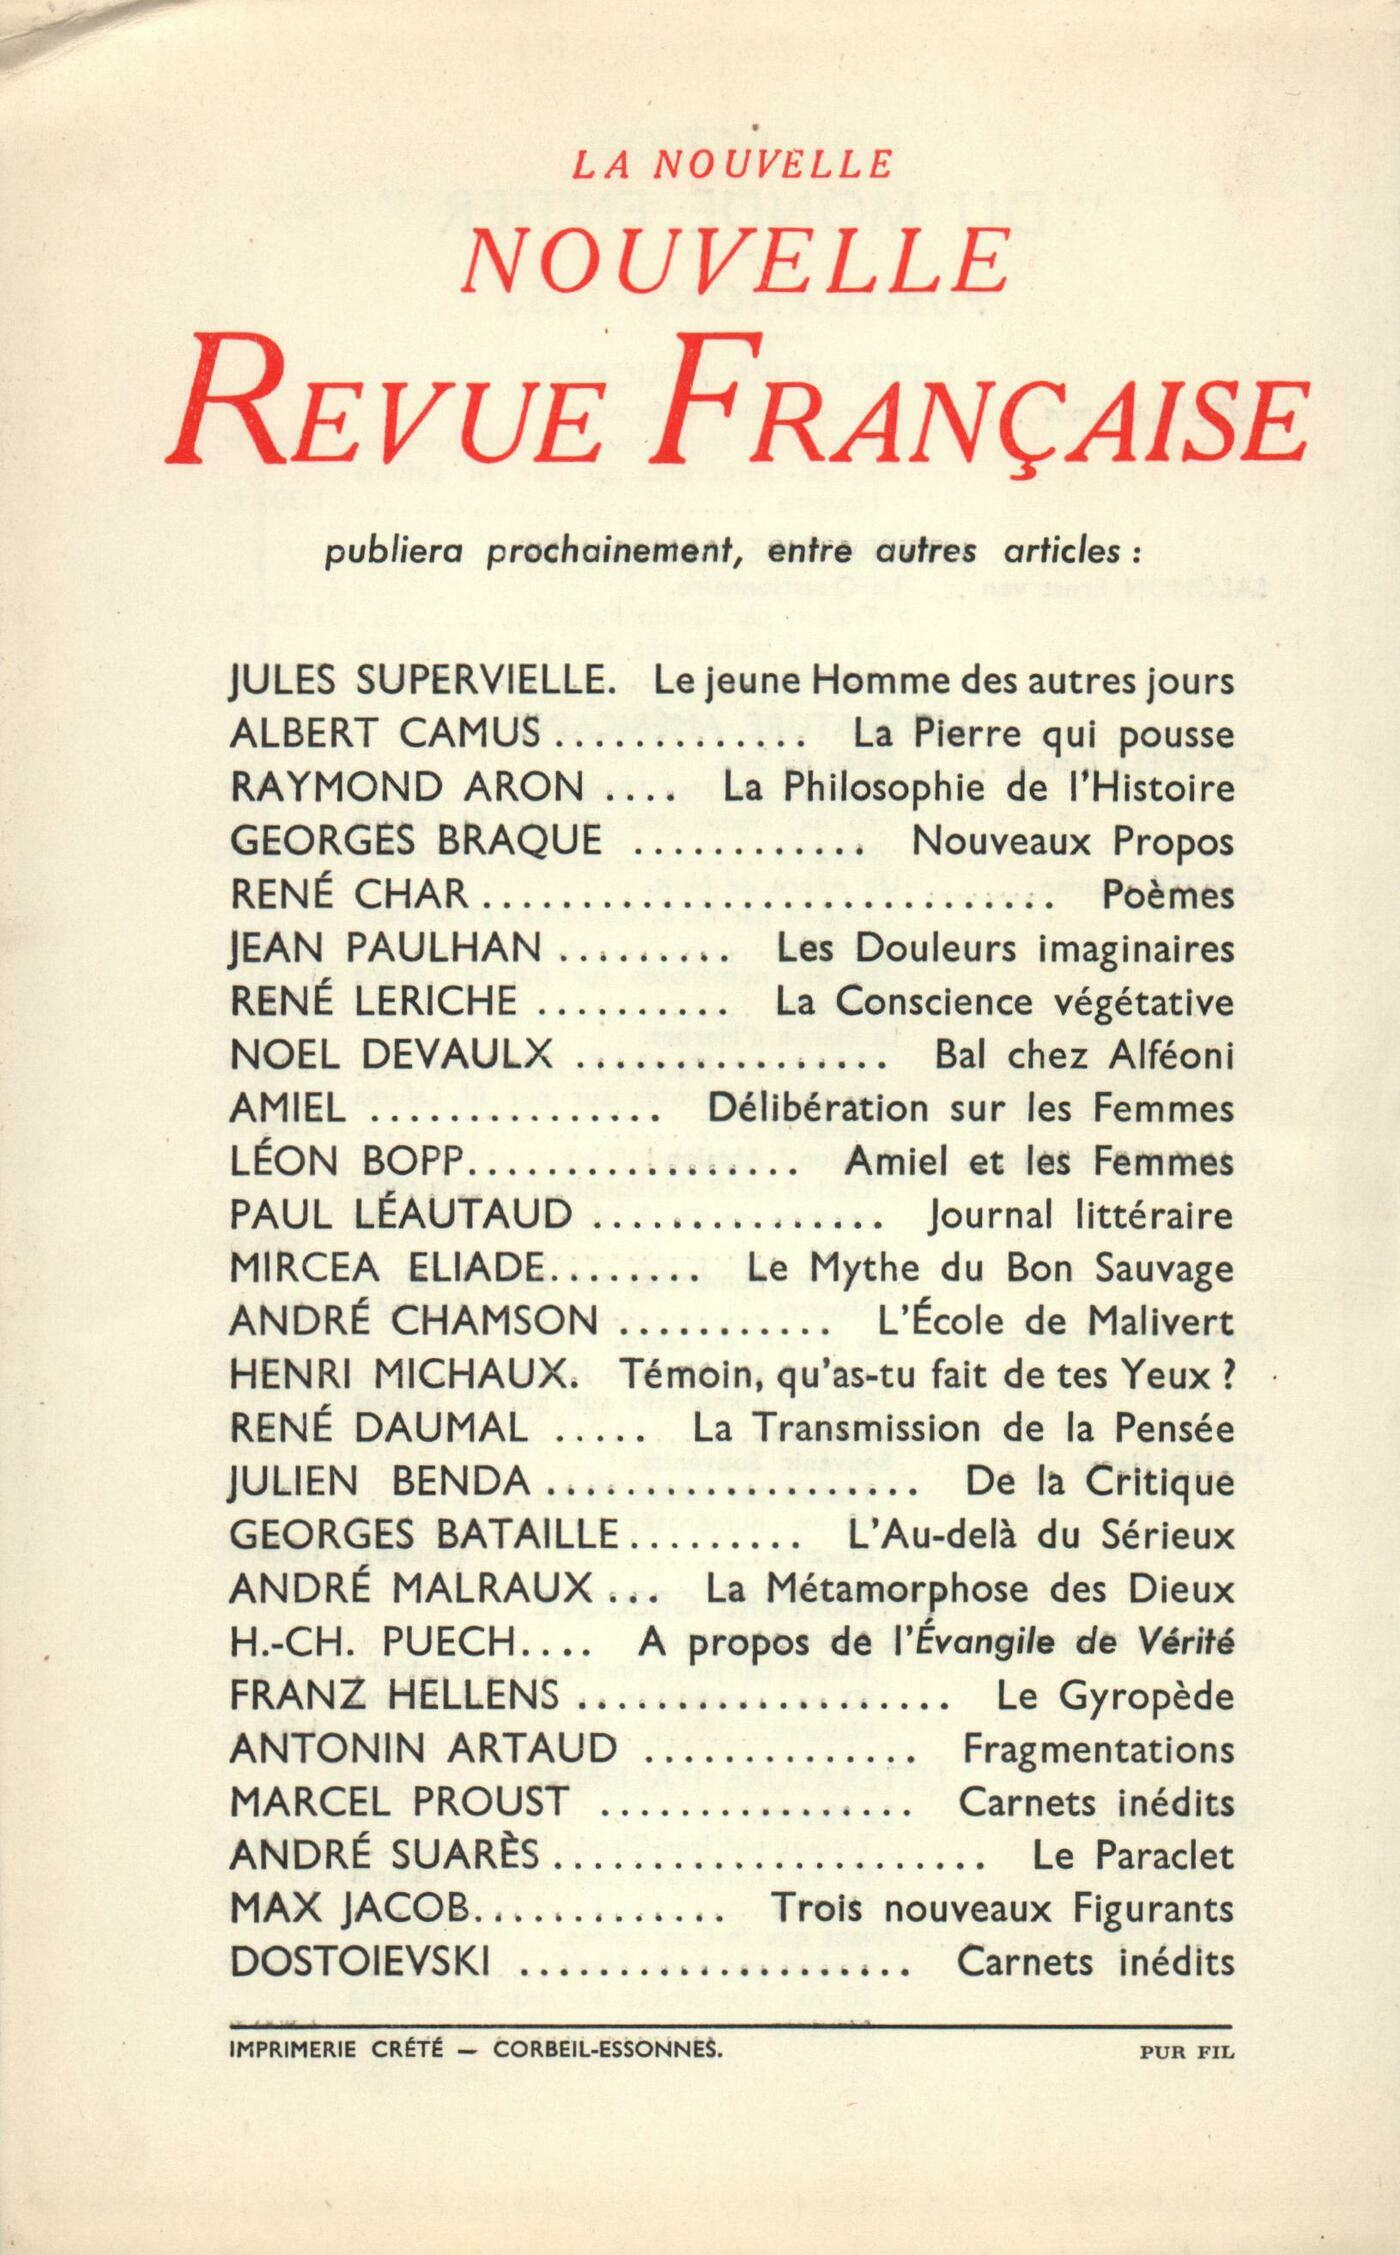 LA NOUVELLE
NOUVELLE
REVUE FRANÇAISE
publiera prochainement, entre autres articles :
JULES SUPERVIELLE. Le jeune Homme des autres jours
ALBERT CAMUS ............. La Pierre qui pousse
RAYMOND ARON .... La Philosophie de l'Histoire
GEORGES BRAQUE ............ Nouveaux Propos
RENÉ CHAR ............................. Poèmes
JEAN PAULHAN ......... Les Douleurs imaginaires
RENÉ LERICHE .......... La Conscience végétative
NOEL DEVAULX ................ Bal chez Alféoni
AMIEL ............... Délibération sur les Femmes
LÉON BOPP................. Amiel et les Femmes
PAUL LÉAUTAUD ............... Journal littéraire
MIRCEA ELIADE........ Le Mythe du Bon Sauvage
ANDRÉ CHAMSON ........... L'École de Malivert
HENRI MICHAUX. Témoin, qu'as-tu fait de tes Yeux ?
RENÉ DAUMAL ..... La Transmission de la Pensée
JULIEN BENDA ................... De la Critique
GEORGES BATAILLE......... L'Au-delà du Sérieux
ANDRÉ MALRAUX ... La Métamorphose des Dieux
H.-CH. PUECH.... A propos de l'Évangile de Vérité
FRANZ HELLENS ................... Le Gyropède
ANTONIN ARTAUD .............. Fragmentations
MARCEL PROUST ................ Carnets inédits
ANDRÉ SUARÈS ...................... Le Paraclet
MAX JACOB............. Trois nouveaux Figurants
DOSTOIEVSKI .................... Carnets inédits
IMPRIMERIE CRÉTÉ — CORBEIL-ESSONNES. PUR FIL